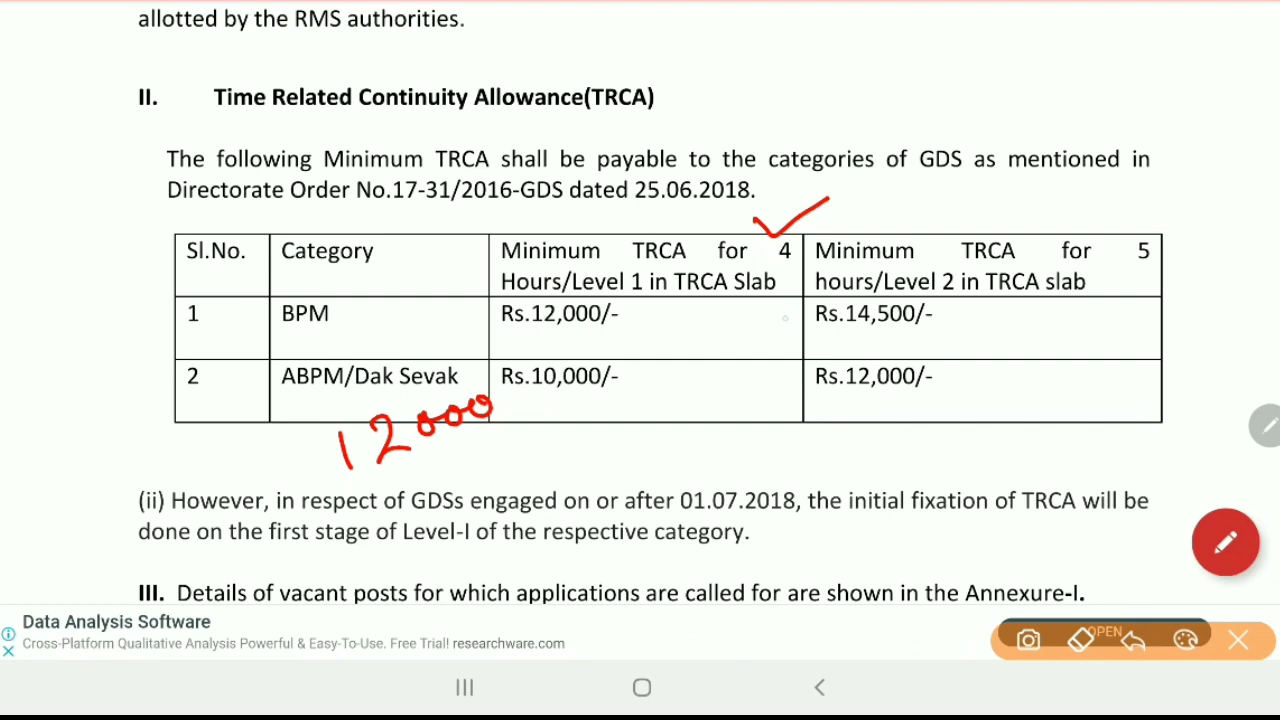 allotted by the RMS authorities.
II. Time Related Continuity Allowance(TRCA)
The following Minimum TRCA shall be payable to the categories of GDS as mentioned in
Directorate Order No.17-31/2016-GDS dated 25.06.2018.
Sl.No. Category Minimum TRCA for 4 Minimum TRCA for 5
Hours/Level 1 in TRCA Slab hours/Level 2 in TRCA slab
1 BPM Rs.12,000/- Rs.14,500/-
2 ABPM/Dak Sevak Rs.10,000/- Rs.12,000/-
12000
(ii) However, in respect of GDSs engaged on or after 01.07.2018, the initial fixation of TRCA will be
done on the first stage of Level-I of the respective category.
III. Details of vacant posts for which applications are called for are shown in the Annexure-I.
Data Analysis Software
Cross-Platform Qualitative Analysis Powerful & Easy-To-Use. Free Trial! researchware.com
OPEN